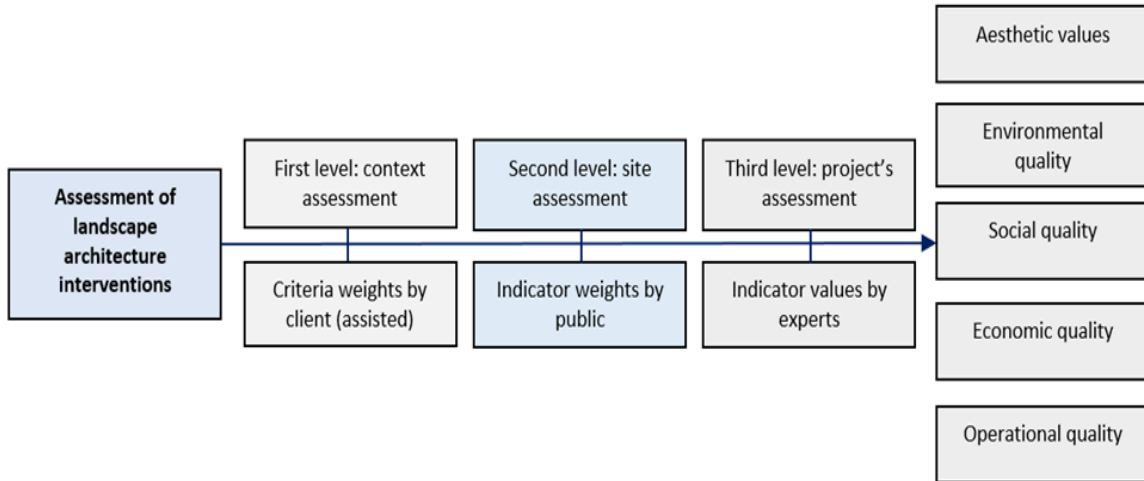 Assessment of
landscape
architecture
interventions
First level: context
assessment
Criteria weights by
client (assisted)
Second level: site
assessment
Indicator weights by
public
Third level: project’s
assessment
Indicator values by
experts
Aesthetic values
Environmental
quality
Social quality
Economic quality
Operational quality